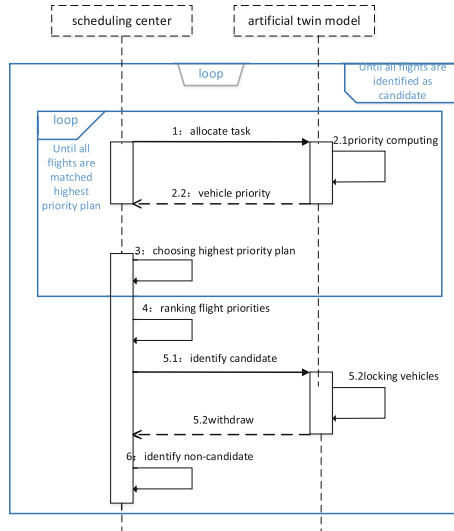 scheduling center
artificial twin model
loop
Until all flights are
identified as
candidate
loop
Until all
flights are
matched
highest
priority plan
1：allocate task
2.1priority computing
2.2：vehicle priority
3：choosing highest priority plan
4：ranking flight priorities
5.1：identify candidate
5.2locking vehicles
5.2withdraw
6：identify non-candidate